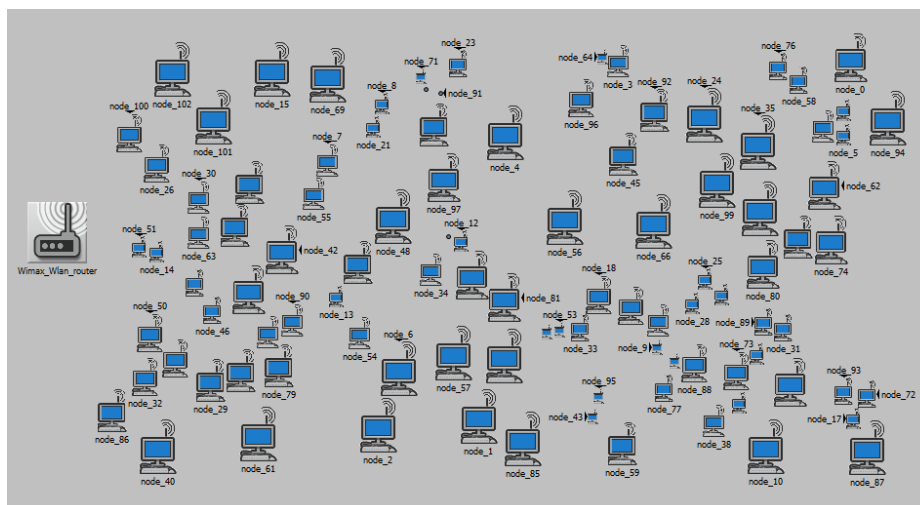 node_23
node_76
node_71
node_64
node_3
node_92
node_24
node_0
node_8
node_91
node_58
node_102
node_15
node_69
node_100
node_96
node_35
node_21
node_7
node_101
node_4
node_5
node_94
node_26
node_30
node_45
node_62
node_55
node_97
node_99
node_12
node_51
node_63
node_42
node_48
node_56
node_66
node_74
Wimax_Wlan_router
node_14
node_25
node_18
node_34
node_80
node_90
node_13
node_81
node_50
node_46
node_53
node_28
node_89
node_6
node_54
node_33
node_9
node_73
node_31
node_93
node_95
node_57
node_88
node_32
node_29
node_79
node_77
node_72
node_86
node_43
node_17
node_38
node_2
node_1
node_40
node_61
node_85
node_59
node_10
node_87